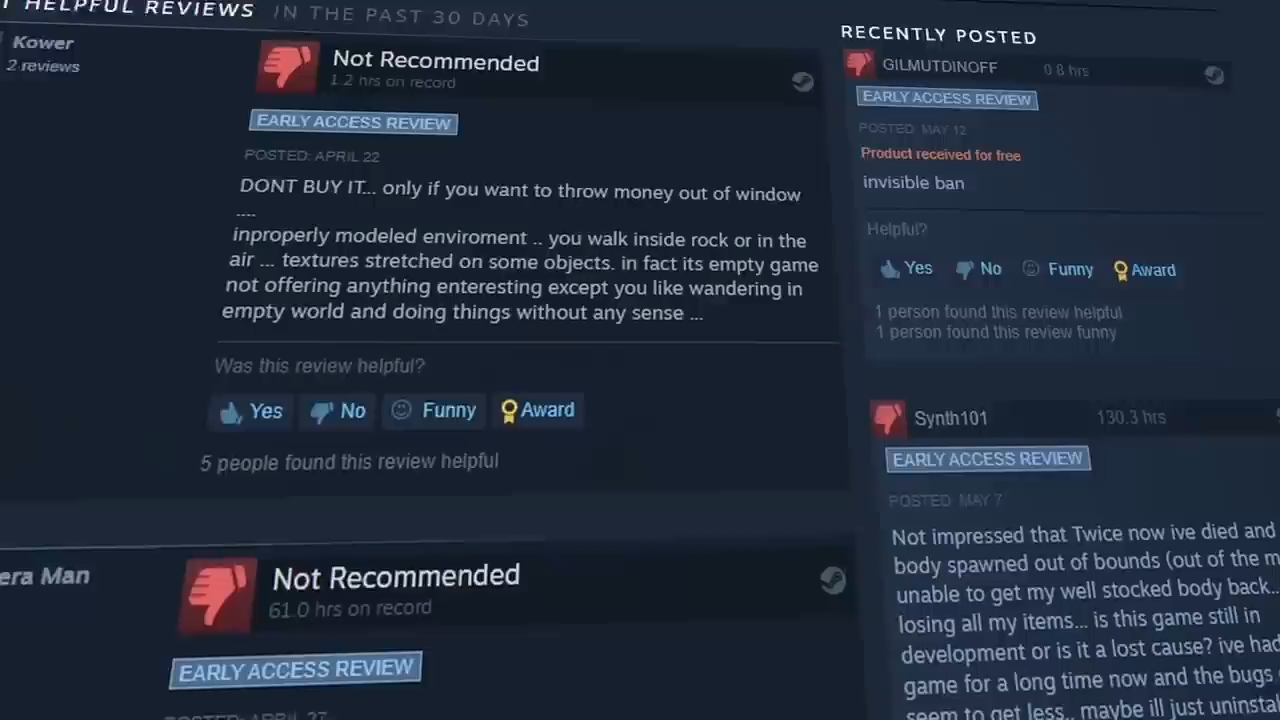 HELPFUL REVIEWS IN THE PAST 30 DAYS
Kower
2 reviews
Not Recommended
1.2 hrs on record
EARLY ACCESS REVIEW
POSTED: APRIL 22
DONT BUY IT... only if you want to throw money out of window
....
inproperly modeled enviroment .. you walk inside rock or in the
air ... textures stretched on some objects. in fact its empty game
not offering anything enteresting except you like wandering in
empty world and doing things without any sense ...
Was this review helpful?
Yes No Funny Award
5 people found this review helpful
era Man
Not Recommended
61.0 hrs on record
EARLY ACCESS REVIEW
POSTED: APRIL 27
RECENTLY POSTED
GILMUTDINOFF 0.8 hrs
EARLY ACCESS REVIEW
POSTED: MAY 12
Product received for free
invisible ban
Helpful?
Yes No Funny Award
1 person found this review helpful
1 person found this review funny
Synth101 130.3 hrs
EARLY ACCESS REVIEW
POSTED: MAY 7
Not impressed that Twice now ive died and
body spawned out of bounds (out of the m
unable to get my well stocked body back...
losing all my items... is this game still in
development or is it a lost cause? ive had
game for a long time now and the bugs
seem to get less.. maybe ill just uninstal